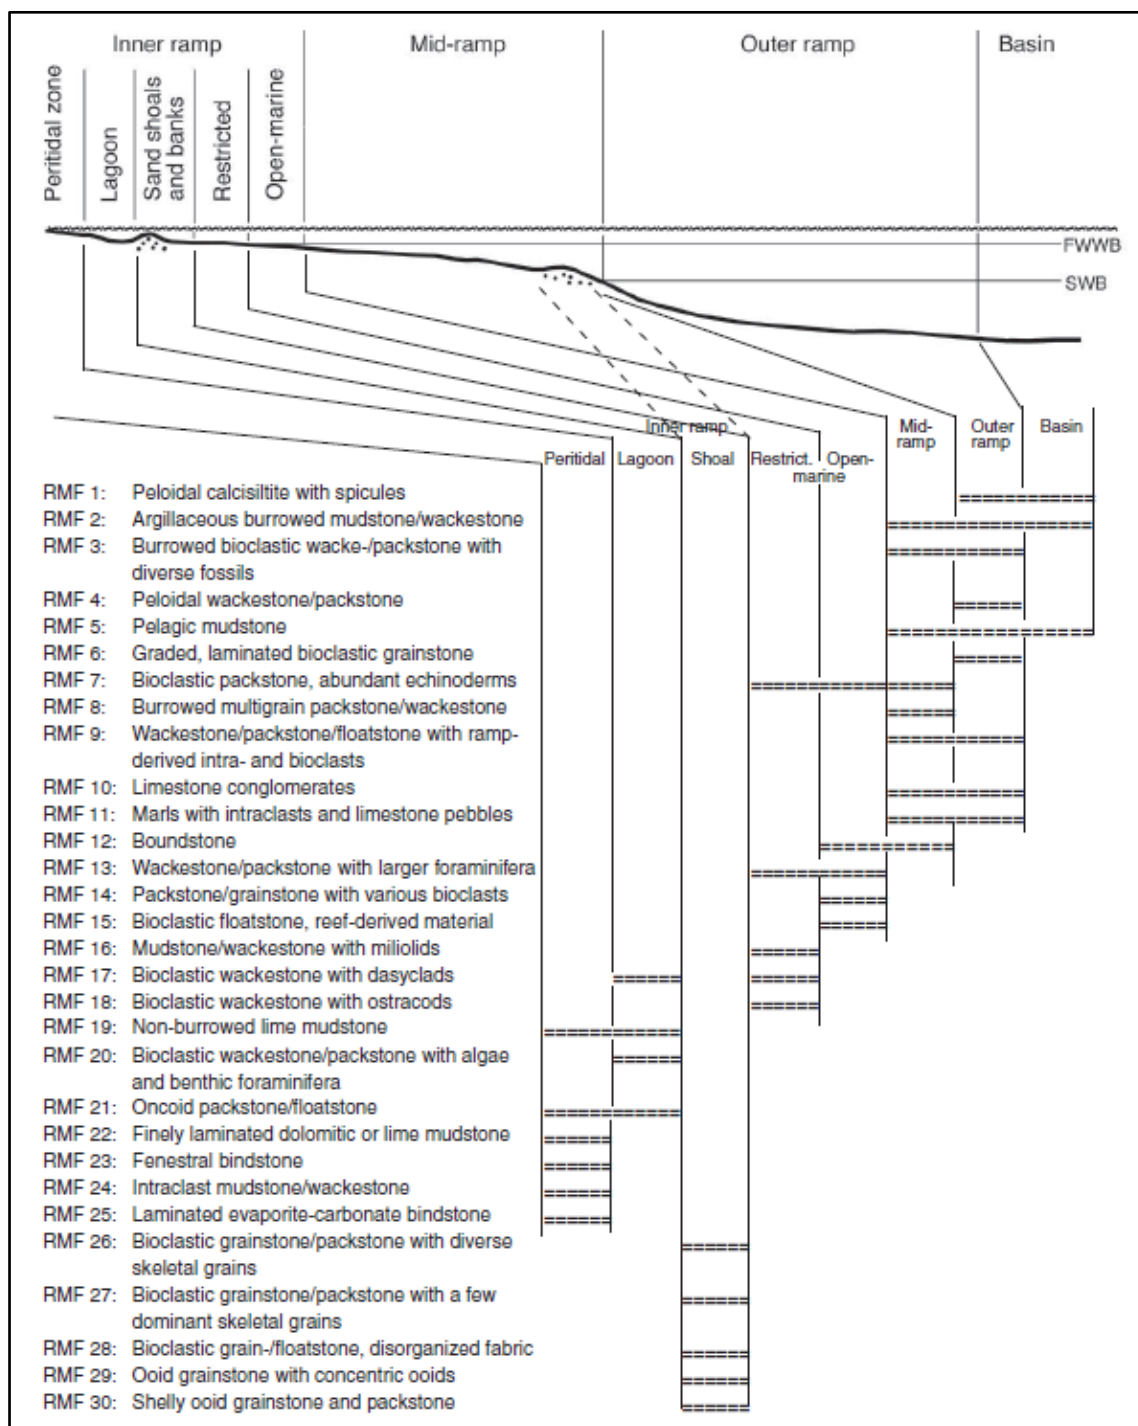 Inner ramp
Mid-ramp
Outer ramp
Basin
Peritidal zone
Lagoon
Sand shoals
and banks
Restricted
Open-marine
FWWB
SWB
Inner ramp
Mid-
ramp
Outer
ramp
Basin
Peritidal Lagoon Shoal Restrict. Open-
marine
RMF 1: Peloidal calcisiltite with spicules
RMF 2: Argillaceous burrowed mudstone/wackestone
RMF 3: Burrowed bioclastic wacke-/packstone with
diverse fossils
RMF 4: Peloidal wackestone/packstone
RMF 5: Pelagic mudstone
RMF 6: Graded, laminated bioclastic grainstone
RMF 7: Bioclastic packstone, abundant echinoderms
RMF 8: Burrowed multigrain packstone/wackestone
RMF 9: Wackestone/packstone/floatstone with ramp-
derived intra- and bioclasts
RMF 10: Limestone conglomerates
RMF 11: Marls with intraclasts and limestone pebbles
RMF 12: Boundstone
RMF 13: Wackestone/packstone with larger foraminifera
RMF 14: Packstone/grainstone with various bioclasts
RMF 15: Bioclastic floatstone, reef-derived material
RMF 16: Mudstone/wackestone with miliolids
RMF 17: Bioclastic wackestone with dasyclads
RMF 18: Bioclastic wackestone with ostracods
RMF 19: Non-burrowed lime mudstone
RMF 20: Bioclastic wackestone/packstone with algae
and benthic foraminifera
RMF 21: Oncoid packstone/floatstone
RMF 22: Finely laminated dolomitic or lime mudstone
RMF 23: Fenestral bindstone
RMF 24: Intraclast mudstone/wackestone
RMF 25: Laminated evaporite-carbonate bindstone
RMF 26: Bioclastic grainstone/packstone with diverse
skeletal grains
RMF 27: Bioclastic grainstone/packstone with a few
dominant skeletal grains
RMF 28: Bioclastic grain-/floatstone, disorganized fabric
RMF 29: Ooid grainstone with concentric ooids
RMF 30: Shelly ooid grainstone and packstone